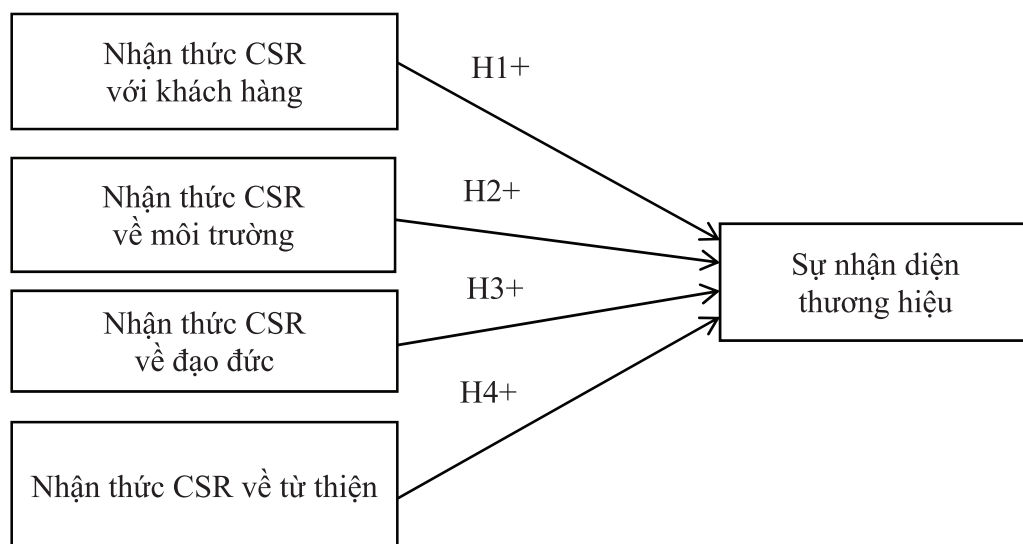 Nhận thức CSR
với khách hàng
H1+
Nhận thức CSR
về môi trường
H2+
Nhận thức CSR
về đạo đức
H3+
Nhận thức CSR về từ thiện
H4+
Sự nhận diện
thương hiệu